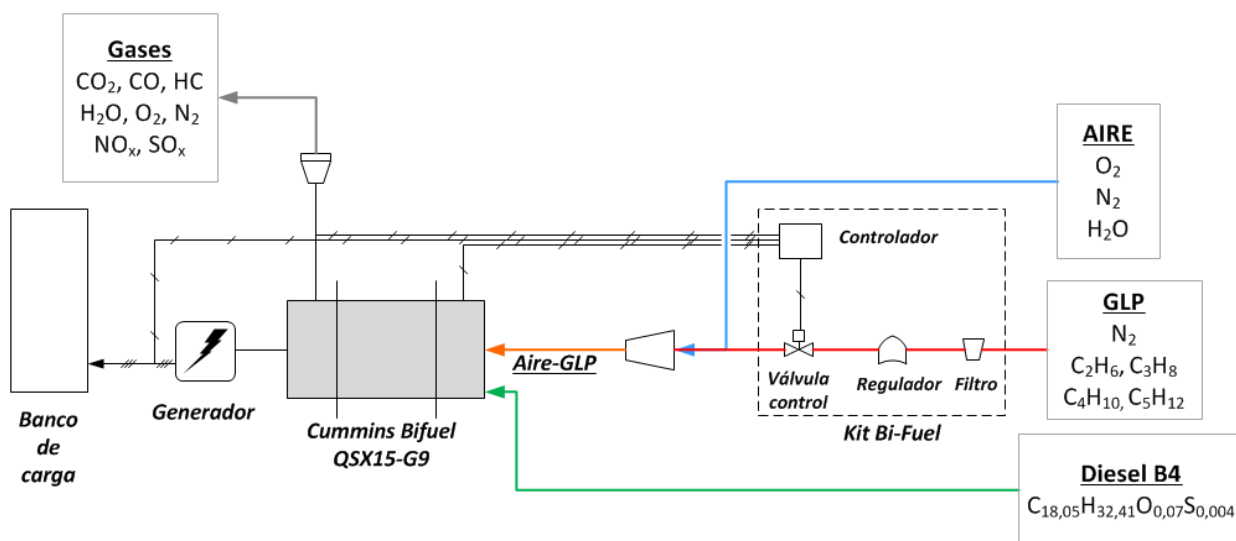 Gases
CO₂, CO, HC
H₂O, O₂, N₂
NOₓ, SOₓ
AIRE
O₂
N₂
H₂O
Controlador
GLP
N₂
C₂H₆, C₃H₈
C₄H₁₀, C₅H₁₂
Aire-GLP
Válvula
control
Regulador
Filtro
Kit Bi-Fuel
Generador
Banco
de
carga
Cummins Bifuel
QSX15-G9
Diesel B4
C₁₈,₀₅H₃₂,₄₁O₀,₀₇S₀,₀₀₄